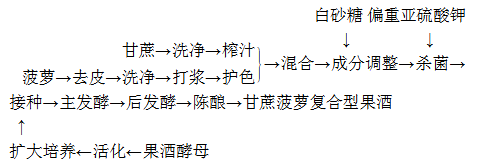 白砂糖 偏重亚硫酸钾
↓ ↓
甘蔗→洗净→榨汁
→混合→成分调整→杀菌→
菠萝→去皮→洗净→打浆→护色
接种→主发酵→后发酵→陈酿→甘蔗菠萝复合型果酒
↑
扩大培养←活化←果酒酵母